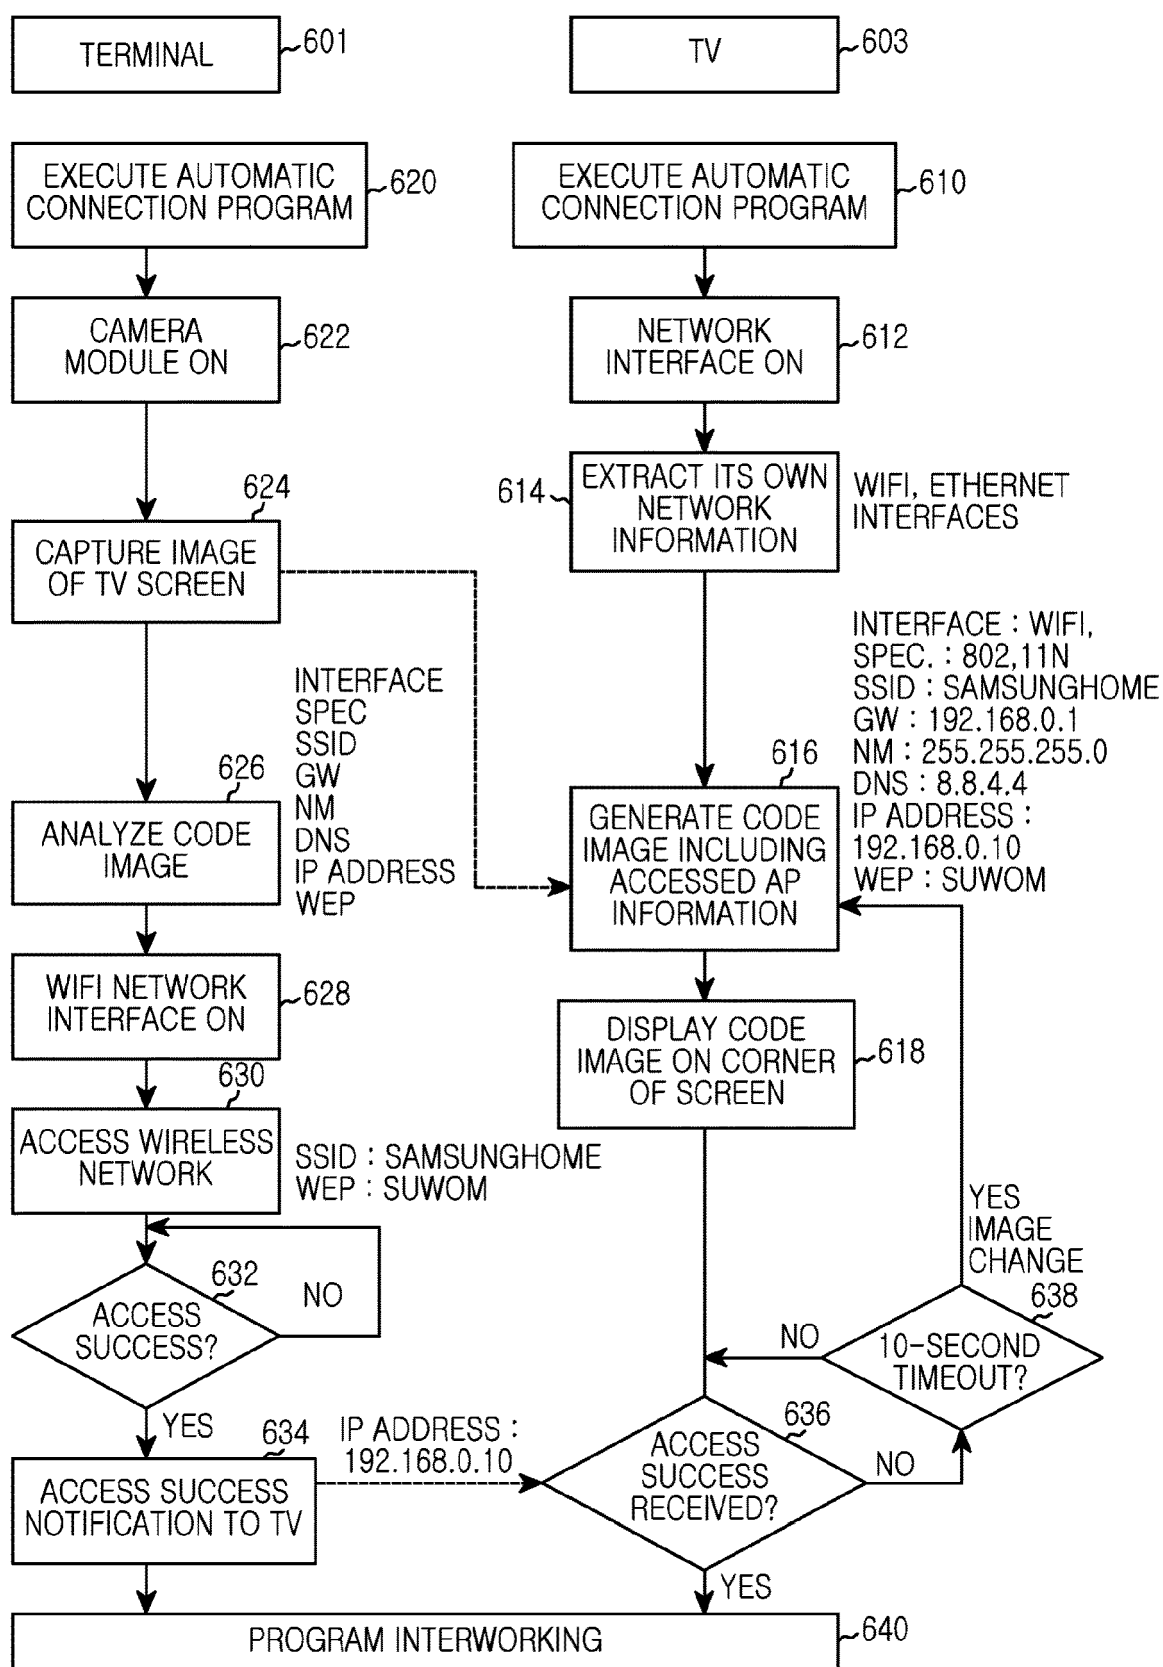 TERMINAL
601
TV
603
EXECUTE AUTOMATIC
CONNECTION PROGRAM
620
EXECUTE AUTOMATIC
CONNECTION PROGRAM
610
CAMERA
MODULE ON
622
NETWORK
INTERFACE ON
612
624
CAPTURE IMAGE
OF TV SCREEN
614
EXTRACT ITS OWN
NETWORK
INFORMATION
WIFI, ETHERNET
INTERFACES
INTERFACE
SPEC
SSID
GW
NM
DNS
IP ADDRESS
WEP
INTERFACE : WIFI,
SPEC. : 802,11N
SSID : SAMSUNGHOME
GW : 192.168.0.1
NM : 255.255.255.0
DNS : 8.8.4.4
IP ADDRESS :
192.168.0.10
WEP : SUWOM
626
ANALYZE CODE
IMAGE
616
GENERATE CODE
IMAGE INCLUDING
ACCESSED AP
INFORMATION
WIFI NETWORK
INTERFACE ON
628
DISPLAY CODE
IMAGE ON CORNER
OF SCREEN
618
630
ACCESS WIRELESS
NETWORK
SSID : SAMSUNGHOME
WEP : SUWOM
YES
IMAGE
CHANGE
632
ACCESS
SUCCESS?
NO
638
10-SECOND
TIMEOUT?
NO
YES
634
ACCESS SUCCESS
NOTIFICATION TO TV
IP ADDRESS :
192.168.0.10
636
ACCESS
SUCCESS
RECEIVED?
NO
YES
PROGRAM INTERWORKING
640